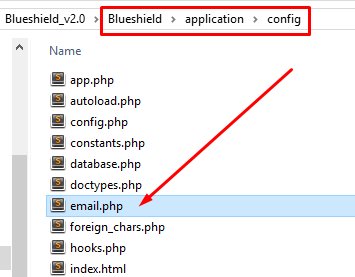 Blueshield_v2.0 > Blueshield > application > config
Name
app.php
autoload.php
config.php
constants.php
database.php
doctypes.php
email.php
foreign_chars.php
hooks.php
index.html